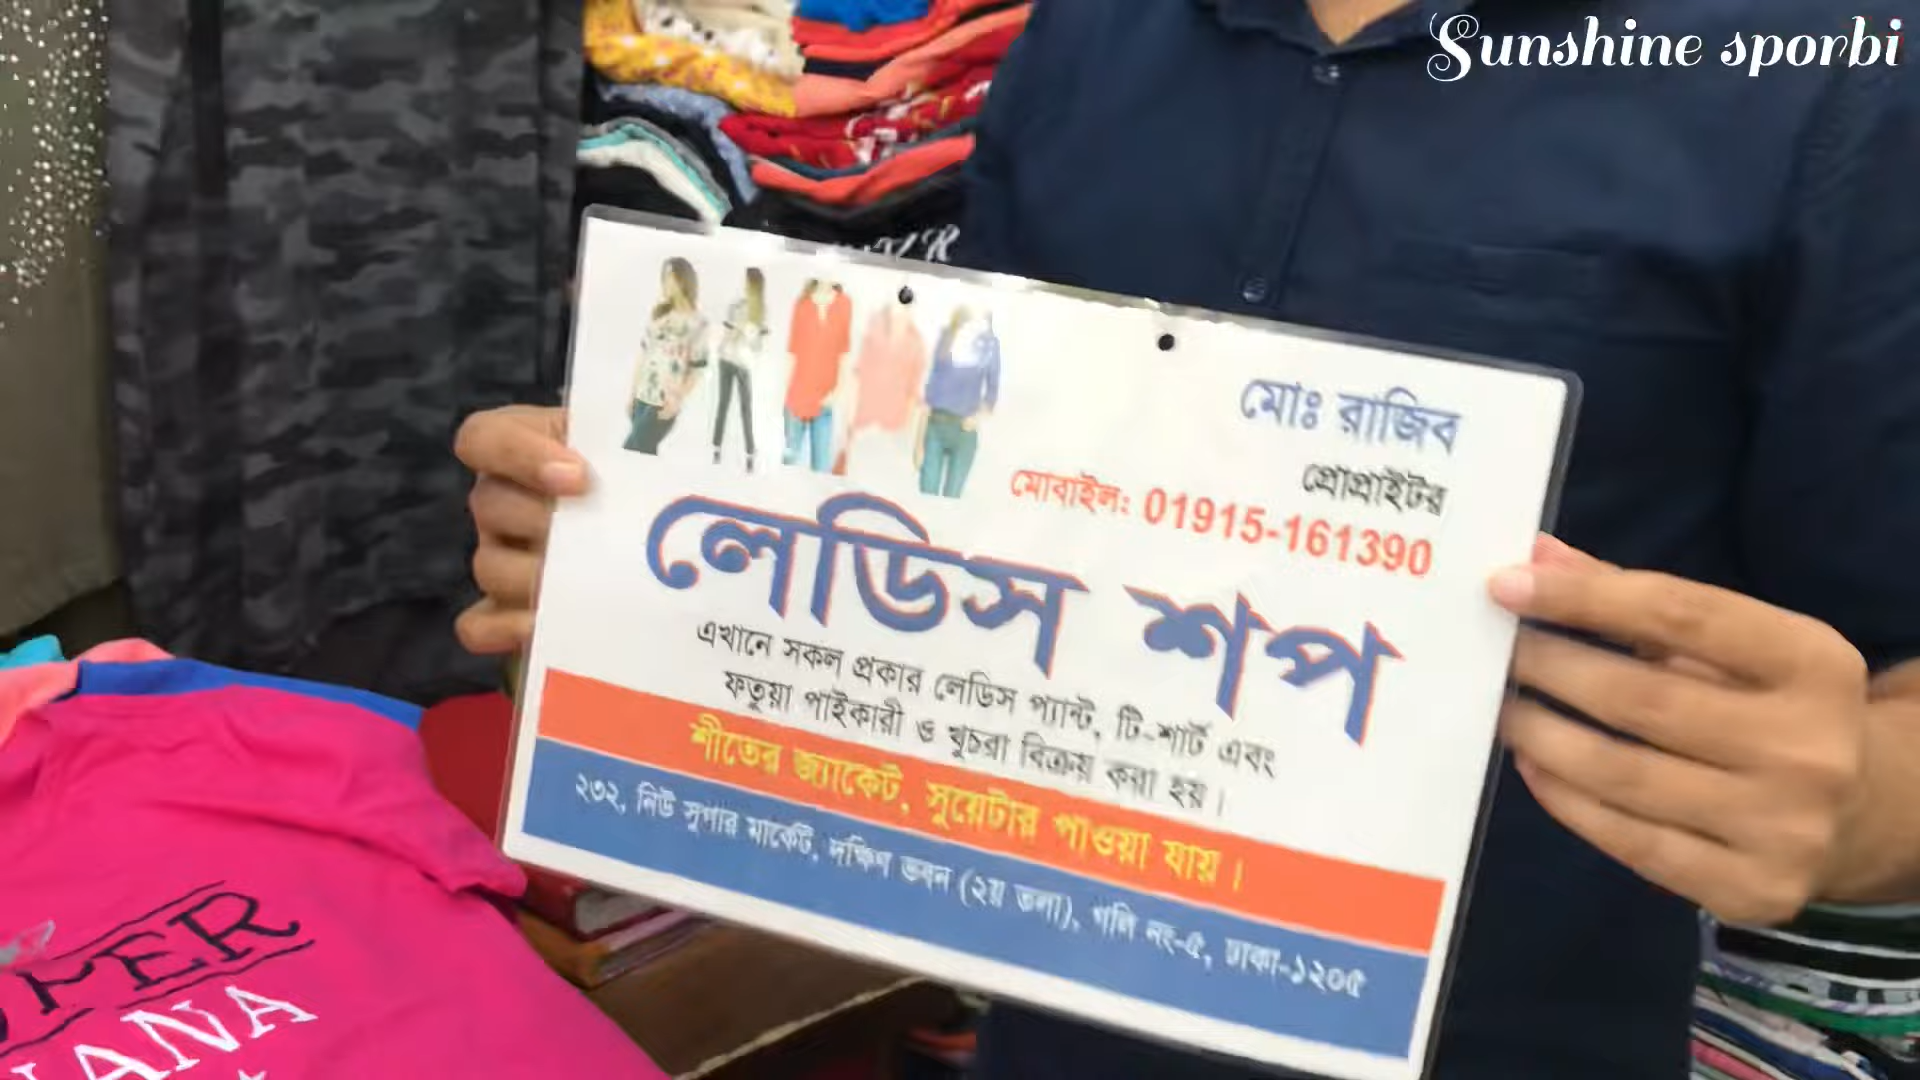 Sunshine sporbi
মোঃ রাজিব
প্রোপ্রাইটর
মোবাইল: 01915-161390
লেডিস শপ
এখানে সকল প্রকার লেডিস প্যান্ট, টি-শার্ট এবং
ফতুয়া পাইকারী ও খুচরা বিক্রয় করা হয়।
শীতের জ্যাকেট, সুয়েটার পাওয়া যায়।
২৩২, নিউ সুপার মার্কেট, দক্ষিণ ভবন (২য় তলা), গলি নং-৫, ঢাকা-১২০৫